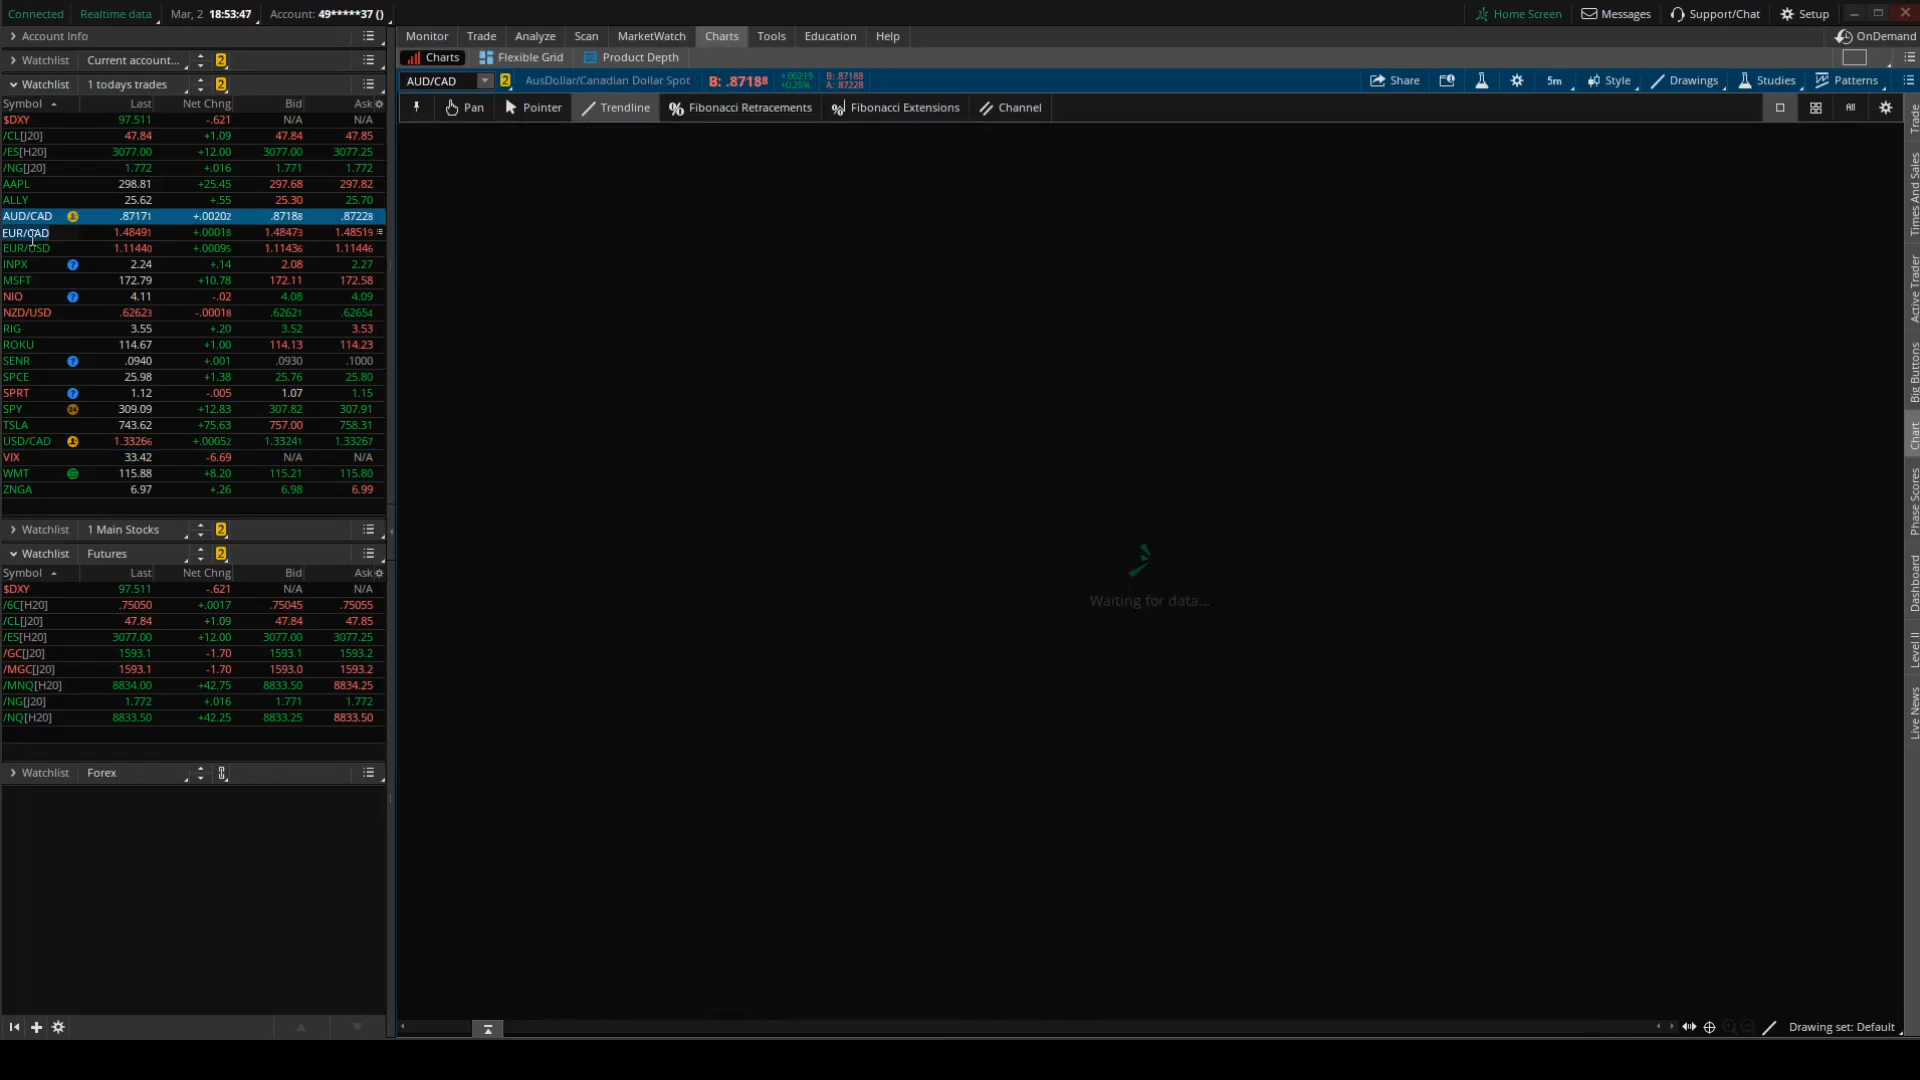 Connected Realtime data Mar, 2 18:53:47 Account: 49*****37 () Home Screen Messages Support/Chat Setup
Account Info
Monitor Trade Analyze Scan MarketWatch Charts Tools Education Help OnDemand
Charts Flexible Grid Product Depth
Watchlist Current account... 2
Watchlist 1 todays trades 2
AUD/CAD 2 AusDollar/Canadian Dollar Spot B: .87188 +.00219 +0.25% B: .87188 A: .87228 Share 5m Style Drawings Studies Patterns
Pan Pointer Trendline Fibonacci Retracements Fibonacci Extensions Channel All
Symbol Last Net Chng Bid Ask
$DXY 97.511 -.621 N/A N/A
/CL[J20] 47.84 +1.09 47.84 47.85
/ES[H20] 3077.00 +12.00 3077.00 3077.25
/NG[J20] 1.772 +.016 1.771 1.772
AAPL 298.81 +25.45 297.68 297.82
ALLY 25.62 +.55 25.30 25.70
AUD/CAD .87171 +.00202 .87188 .87228
EUR/CAD 1.48491 +.00018 1.48473 1.48519
EUR/USD 1.11440 +.00095 1.11436 1.11446
INPX ? 2.24 +.14 2.08 2.27
MSFT 172.79 +10.78 172.11 172.58
NIO ? 4.11 -.02 4.08 4.09
NZD/USD .62623 -.00018 .62621 .62654
RIG 3.55 +.20 3.52 3.53
ROKU 114.67 +1.00 114.13 114.23
SENR ? .0940 +.001 .0930 .1000
SPCE 25.98 +1.38 25.76 25.80
SPRT ? 1.12 -.005 1.07 1.15
SPY 309.09 +12.83 307.82 307.91
TSLA 743.62 +75.63 757.00 758.31
USD/CAD 1.33266 +.00052 1.33241 1.33267
VIX 33.42 -6.69 N/A N/A
WMT 115.88 +8.20 115.21 115.80
ZNGA 6.97 +.26 6.98 6.99
Watchlist 1 Main Stocks 2
Watchlist Futures 2
Symbol Last Net Chng Bid Ask
$DXY 97.511 -.621 N/A N/A
/6C[H20] .75050 +.0017 .75045 .75055
/CL[J20] 47.84 +1.09 47.84 47.85
/ES[H20] 3077.00 +12.00 3077.00 3077.25
/GC[J20] 1593.1 -1.70 1593.1 1593.2
/MGC[J20] 1593.1 -1.70 1593.0 1593.2
/MNQ[H20] 8834.00 +42.75 8833.50 8834.25
/NG[J20] 1.772 +.016 1.771 1.772
/NQ[H20] 8833.50 +42.25 8833.25 8833.50
Watchlist Forex
Waiting for data...
Trade
Times And Sales
Active Trader
Big Buttons
Chart
Phase Scores
Dashboard
Level II
Live News
Drawing set: Default